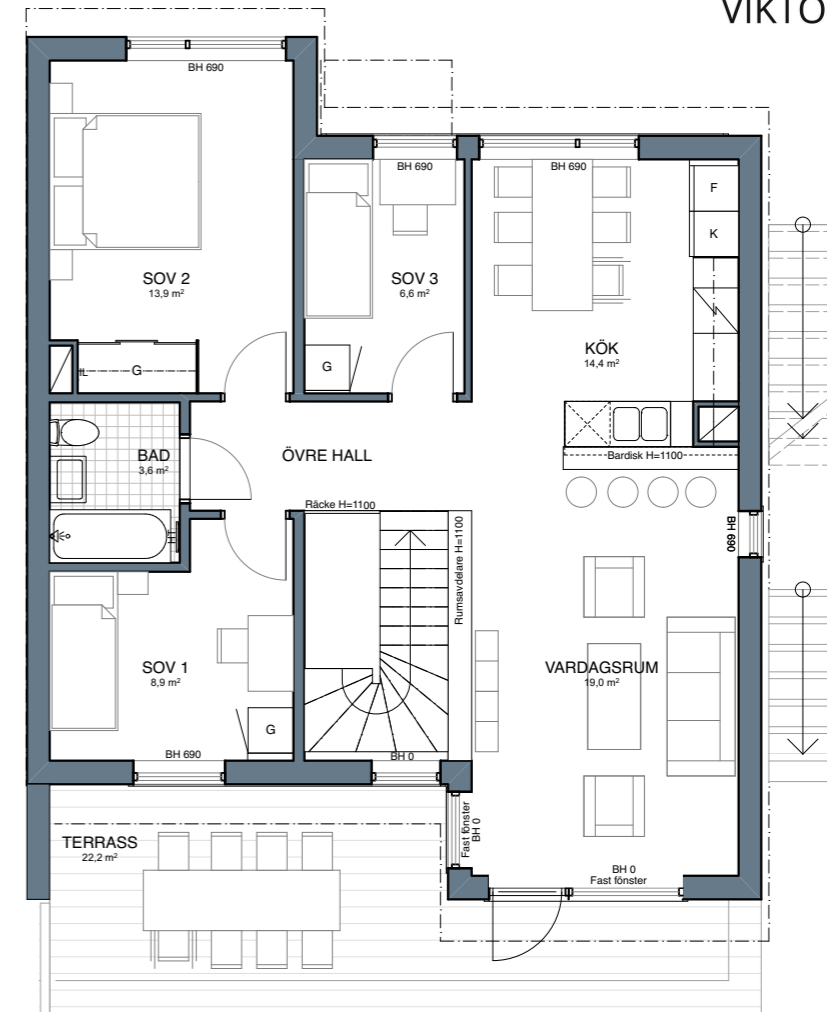 VIKTO
BH 690
BH 690
BH 690
F
K
SOV 2
13,9 m²
SOV 3
6,6 m²
KÖK
14,4 m²
G
G
BAD
3,6 m²
ÖVRE HALL
Bardisk H=1100
Räcke H=1100
Rumsavdelare H=1100
BH 690
HT
SOV 1
8,9 m²
VARDAGSRUM
19,0 m²
G
BH 690
BH 0
TERRASS
22,2 m²
Fast fönster
BH 0
BH 0
Fast fönster